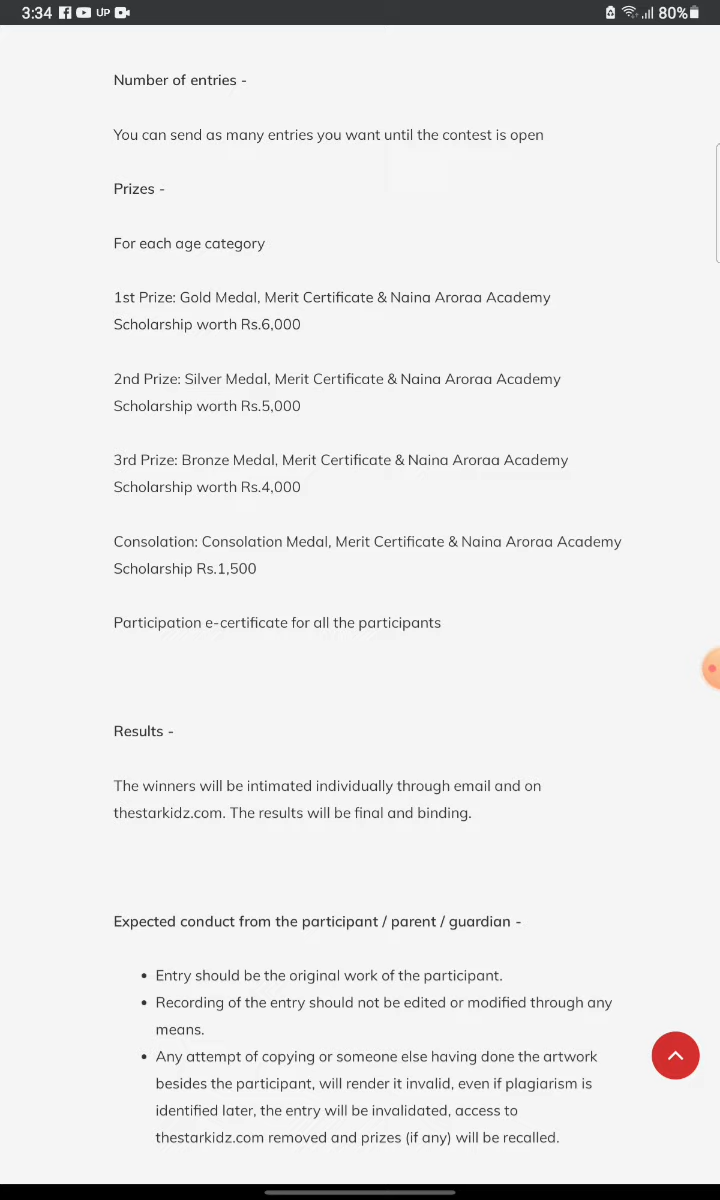 3:34 UP 80%
Number of entries -
You can send as many entries you want until the contest is open
Prizes -
For each age category
1st Prize: Gold Medal, Merit Certificate & Naina Aroraa Academy
Scholarship worth Rs.6,000
2nd Prize: Silver Medal, Merit Certificate & Naina Aroraa Academy
Scholarship worth Rs.5,000
3rd Prize: Bronze Medal, Merit Certificate & Naina Aroraa Academy
Scholarship worth Rs.4,000
Consolation: Consolation Medal, Merit Certificate & Naina Aroraa Academy
Scholarship Rs.1,500
Participation e-certificate for all the participants
Results -
The winners will be intimated individually through email and on
thestarkidz.com. The results will be final and binding.
Expected conduct from the participant / parent / guardian -
• Entry should be the original work of the participant.
• Recording of the entry should not be edited or modified through any
means.
• Any attempt of copying or someone else having done the artwork
besides the participant, will render it invalid, even if plagiarism is
identified later, the entry will be invalidated, access to
thestarkidz.com removed and prizes (if any) will be recalled.